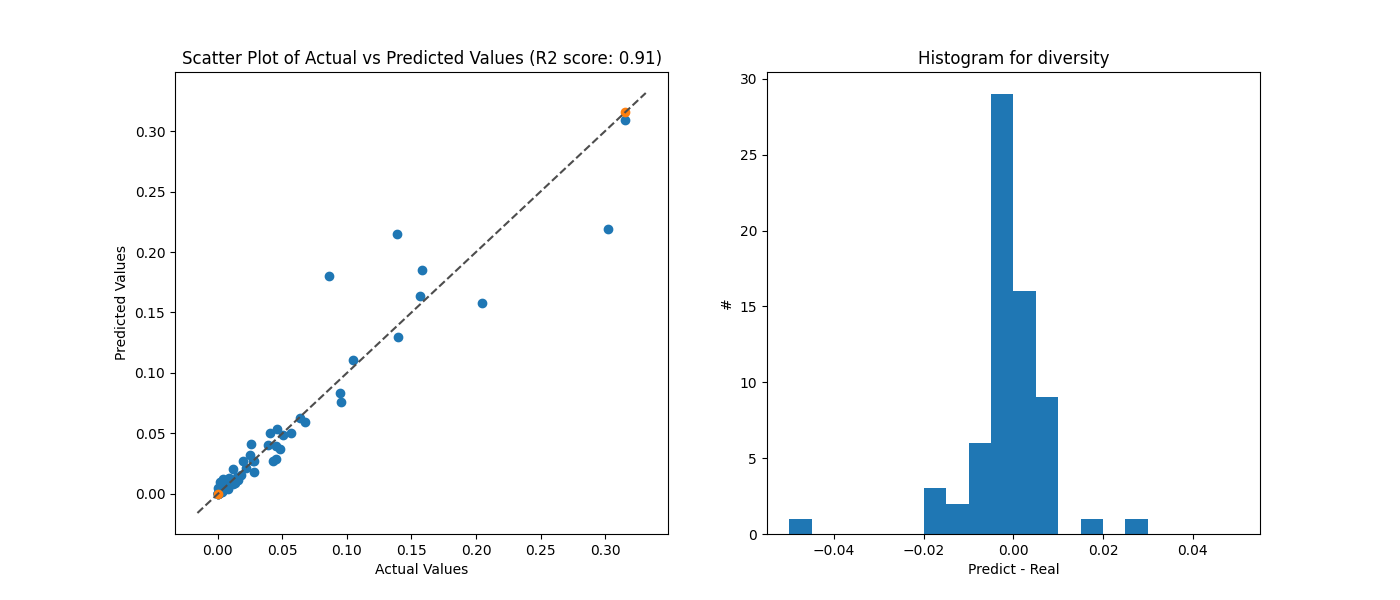 Scatter Plot of Actual vs Predicted Values (R2 score: 0.91)
Predicted Values
0.30
0.25
0.20
0.15
0.10
0.05
0.00
0.00 0.05 0.10 0.15 0.20 0.25 0.30
Actual Values
Histogram for diversity
#
30
25
20
15
10
5
0
−0.04 −0.02 0.00 0.02 0.04
Predict - Real